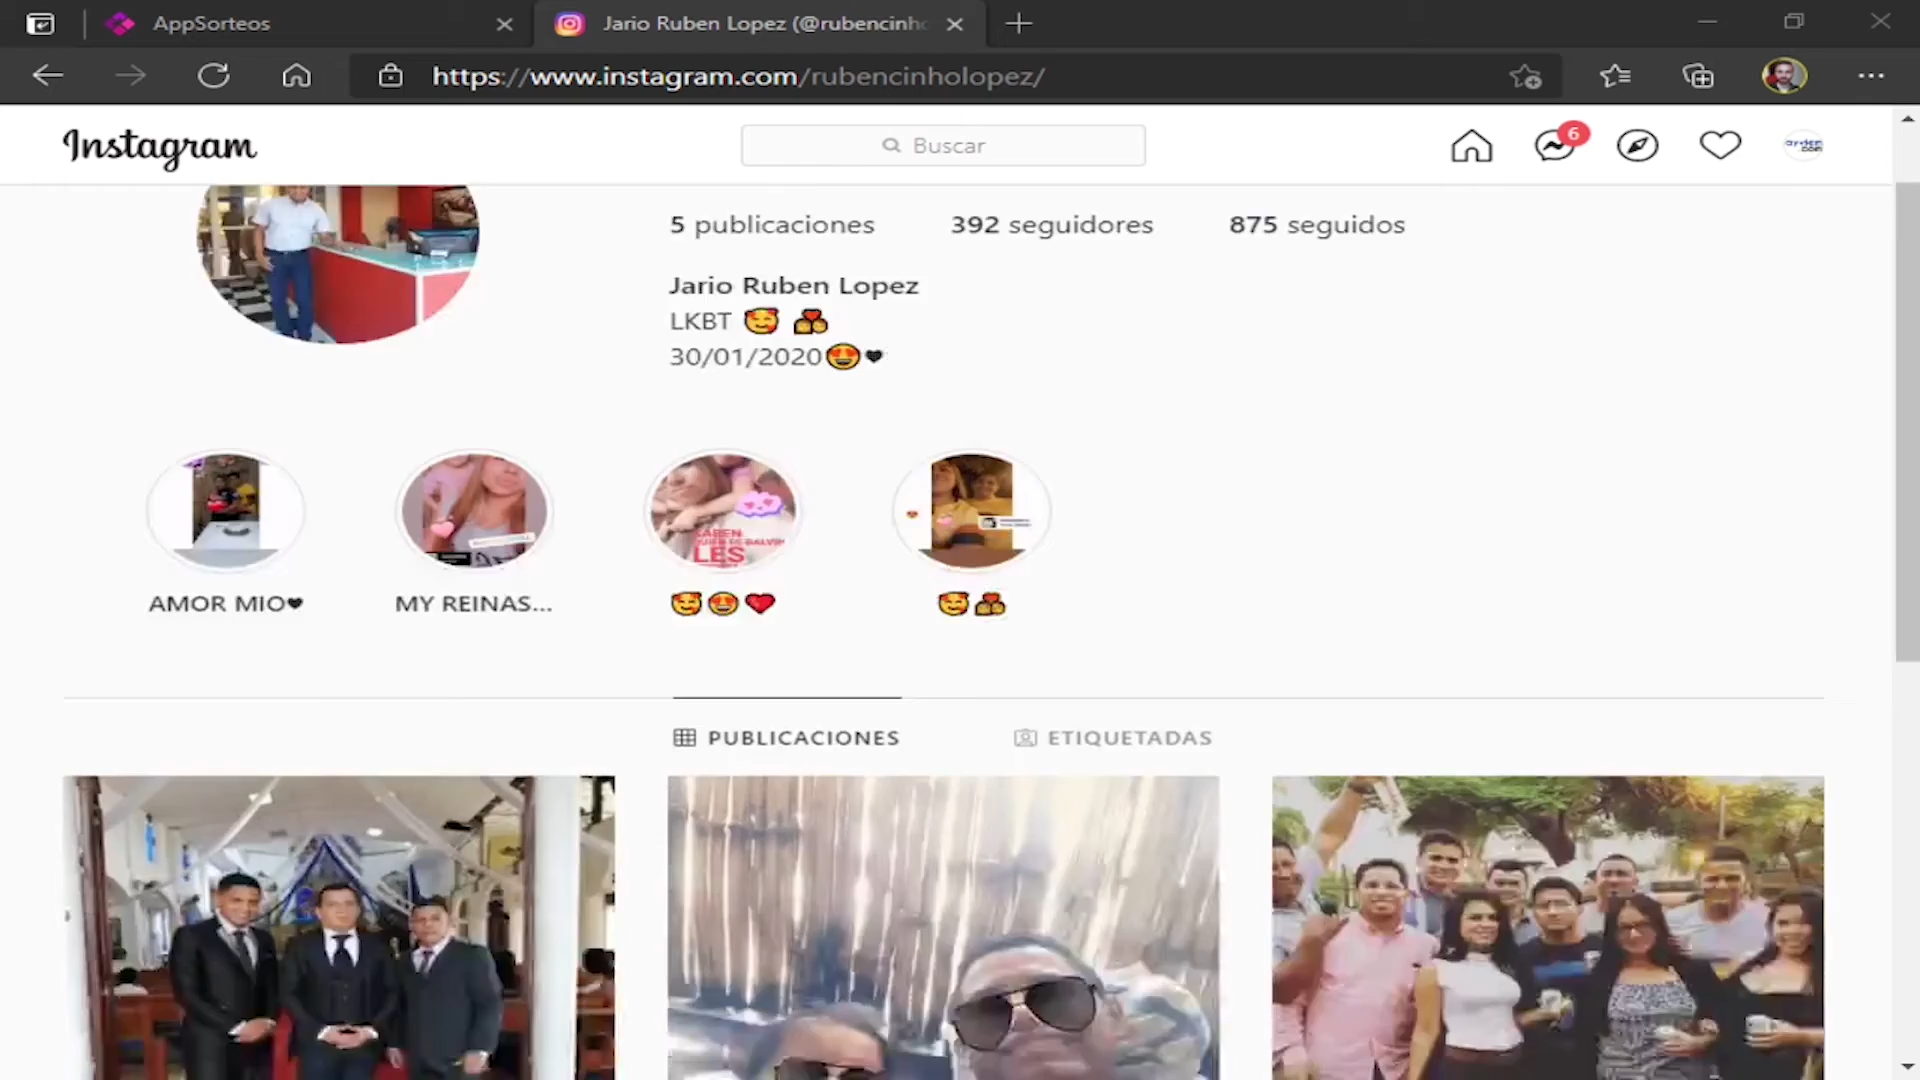 AppSorteos
Jario Ruben Lopez (@rubencinho
https://www.instagram.com/rubencinholopez/
Instagram
Buscar
6
5 publicaciones 392 seguidores 875 seguidos
Jario Ruben Lopez
LKBT 🥰 💑
30/01/2020😍🖤
AMOR MIO🖤
MY REINAS...
🥰😍❤️
🥰💑
PUBLICACIONES
ETIQUETADAS